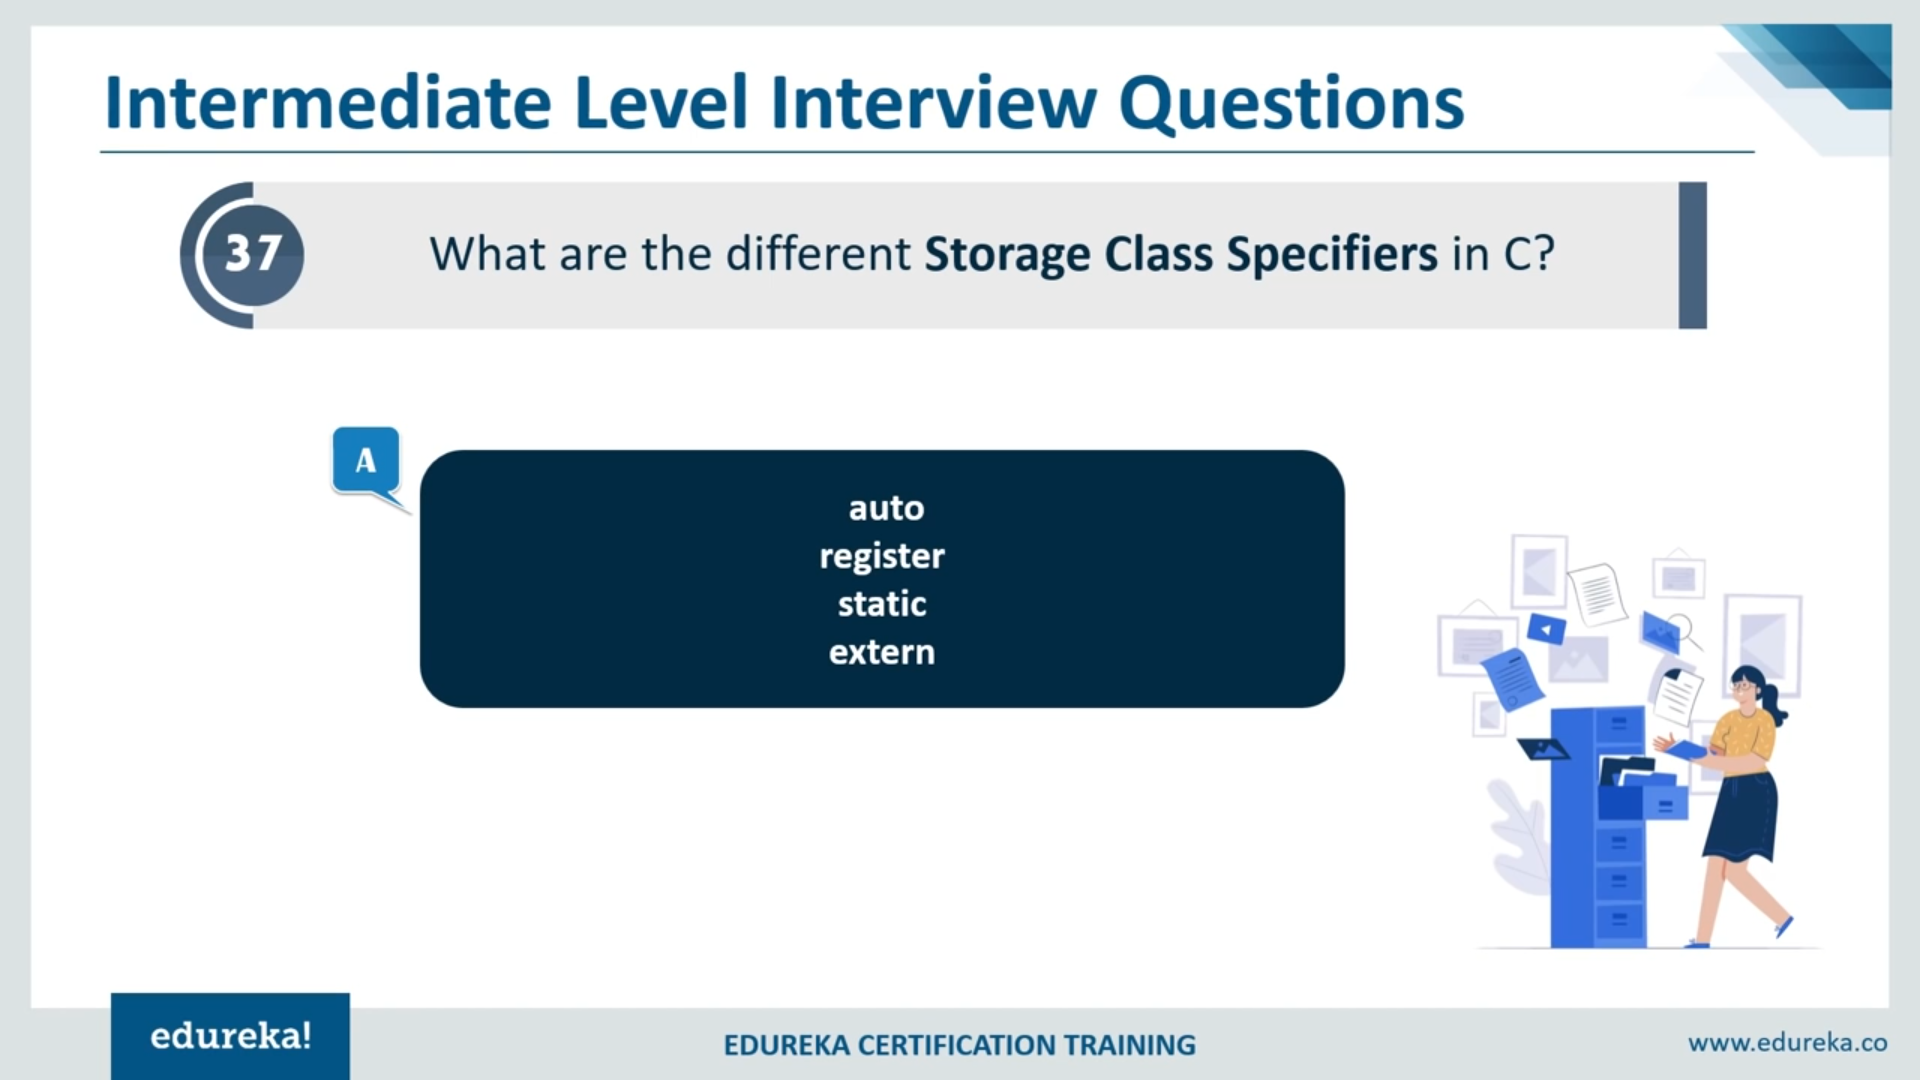 Intermediate Level Interview Questions
37
What are the different Storage Class Specifiers in C?
A
auto
register
static
extern
edureka!
EDUREKA CERTIFICATION TRAINING
www.edureka.co